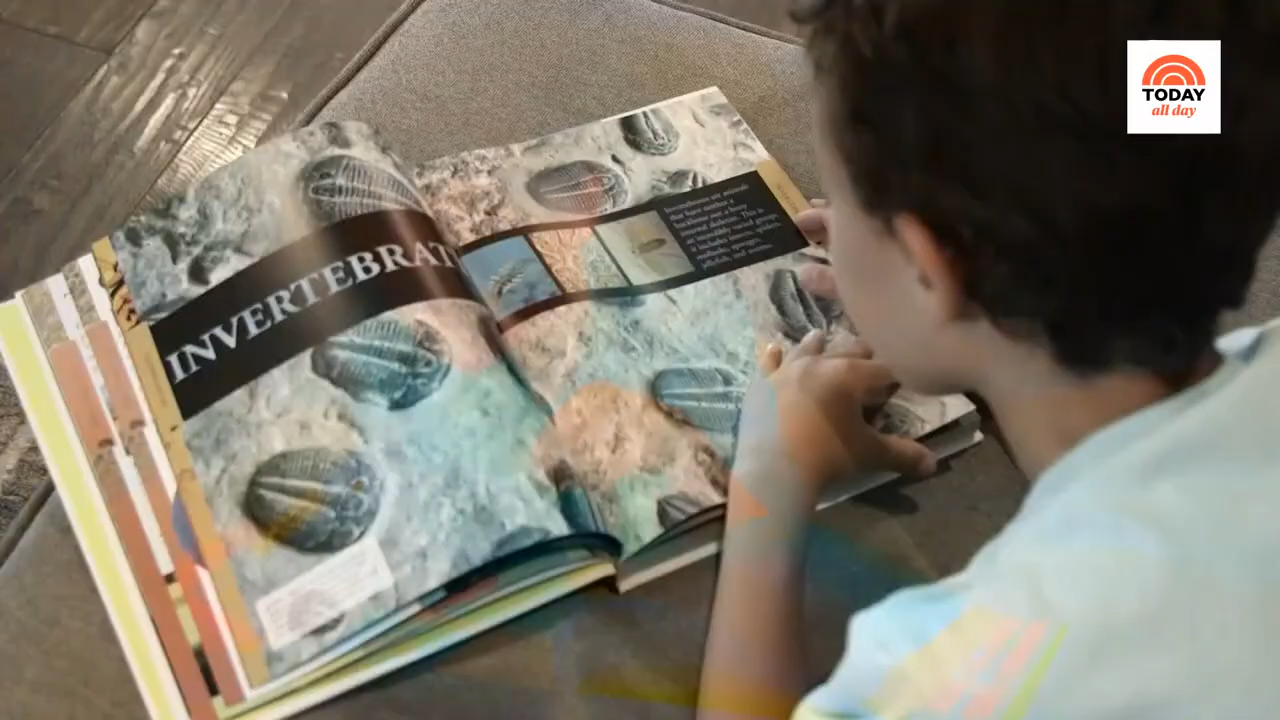 TODAY
all day
INVERTEBRAT
Invertebrates are animals
that have neither a
backbone nor a bony
internal skeleton. This is
an incredibly varied group,
it includes insects, spiders,
mollusks, sponges,
jellyfish, and worms.